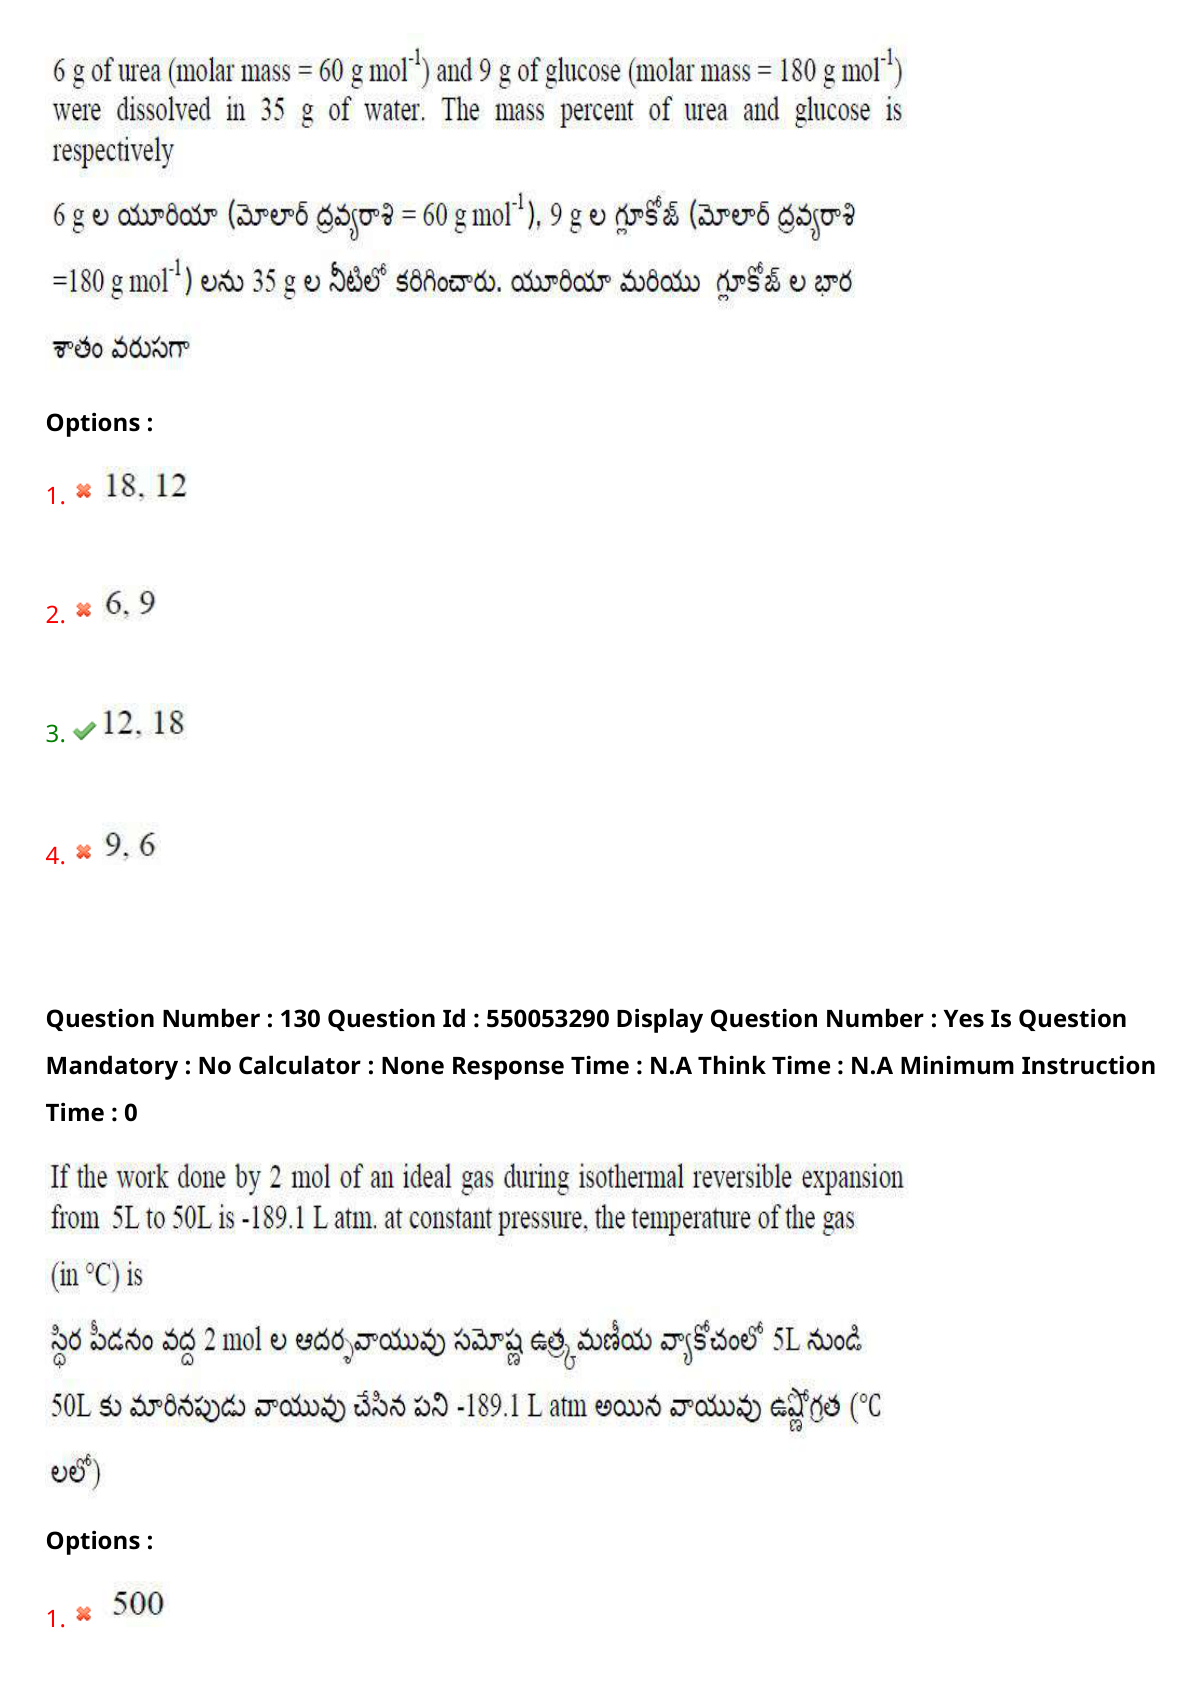 6 g of urea (molar mass = 60 g mol-1) and 9 g of glucose (molar mass = 180 g mol-1)
were dissolved in 35 g of water. The mass percent of urea and glucose is
respectively
6 g ల యూరియా (మోలార్ ద్రవ్యరాశి = 60 g mol-1), 9 g ల గ్లూకోజ్ (మోలార్ ద్రవ్యరాశి
=180 g mol-1) లను 35 g ల నీటిలో కరిగించారు. యూరియా మరియు గ్లూకోజ్ ల భార
శాతం వరుసగా
Options :
1. 18, 12
2. 6, 9
3. 12, 18
4. 9, 6
Question Number : 130 Question Id : 550053290 Display Question Number : Yes Is Question
Mandatory : No Calculator : None Response Time : N.A Think Time : N.A Minimum Instruction
Time : 0
If the work done by 2 mol of an ideal gas during isothermal reversible expansion
from 5L to 50L is -189.1 L atm. at constant pressure, the temperature of the gas
(in °C) is
స్థిర పీడనం వద్ద 2 mol ల ఆదర్శవాయువు సమోష్ణ ఉత్క్రమణీయ వ్యాకోచంలో 5L నుండి
50L కు మారినపుడు వాయువు చేసిన పని -189.1 L atm అయిన వాయువు ఉష్ణోగ్రత (°C
లలో)
Options :
1. 500